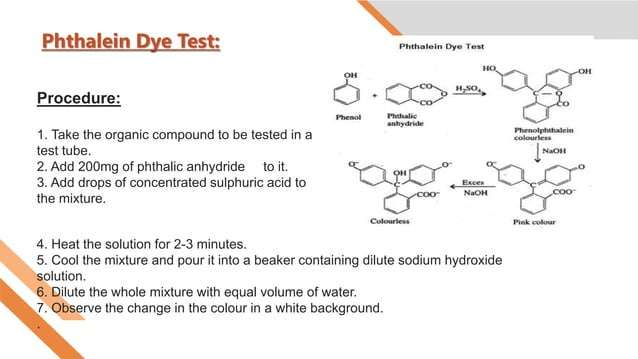 Phthalein Dye Test:
Phthalein Dye Test
Procedure:
1. Take the organic compound to be tested in a
test tube.
2. Add 200mg of phthalic anhydride to it.
3. Add drops of concentrated sulphuric acid to
the mixture.
OH
+
CO
O
CO
H₂SO₄
HO
OH
C
O
CO
Phenol
Phthalic
anhydride
Phenolphthalein
colourless
NaOH
O⁻
OH
O⁻
C
COO⁻
Exces
NaOH
O⁻
O
C
COO⁻
Colourless
Pink colour
4. Heat the solution for 2-3 minutes.
5. Cool the mixture and pour it into a beaker containing dilute sodium hydroxide
solution.
6. Dilute the whole mixture with equal volume of water.
7. Observe the change in the colour in a white background.
.